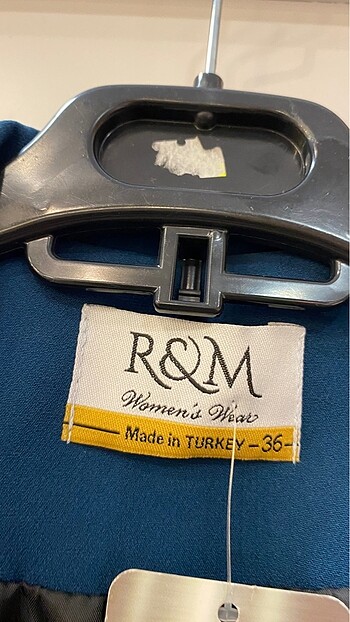 R&M
Women's Wear
Made in TURKEY - 36 -